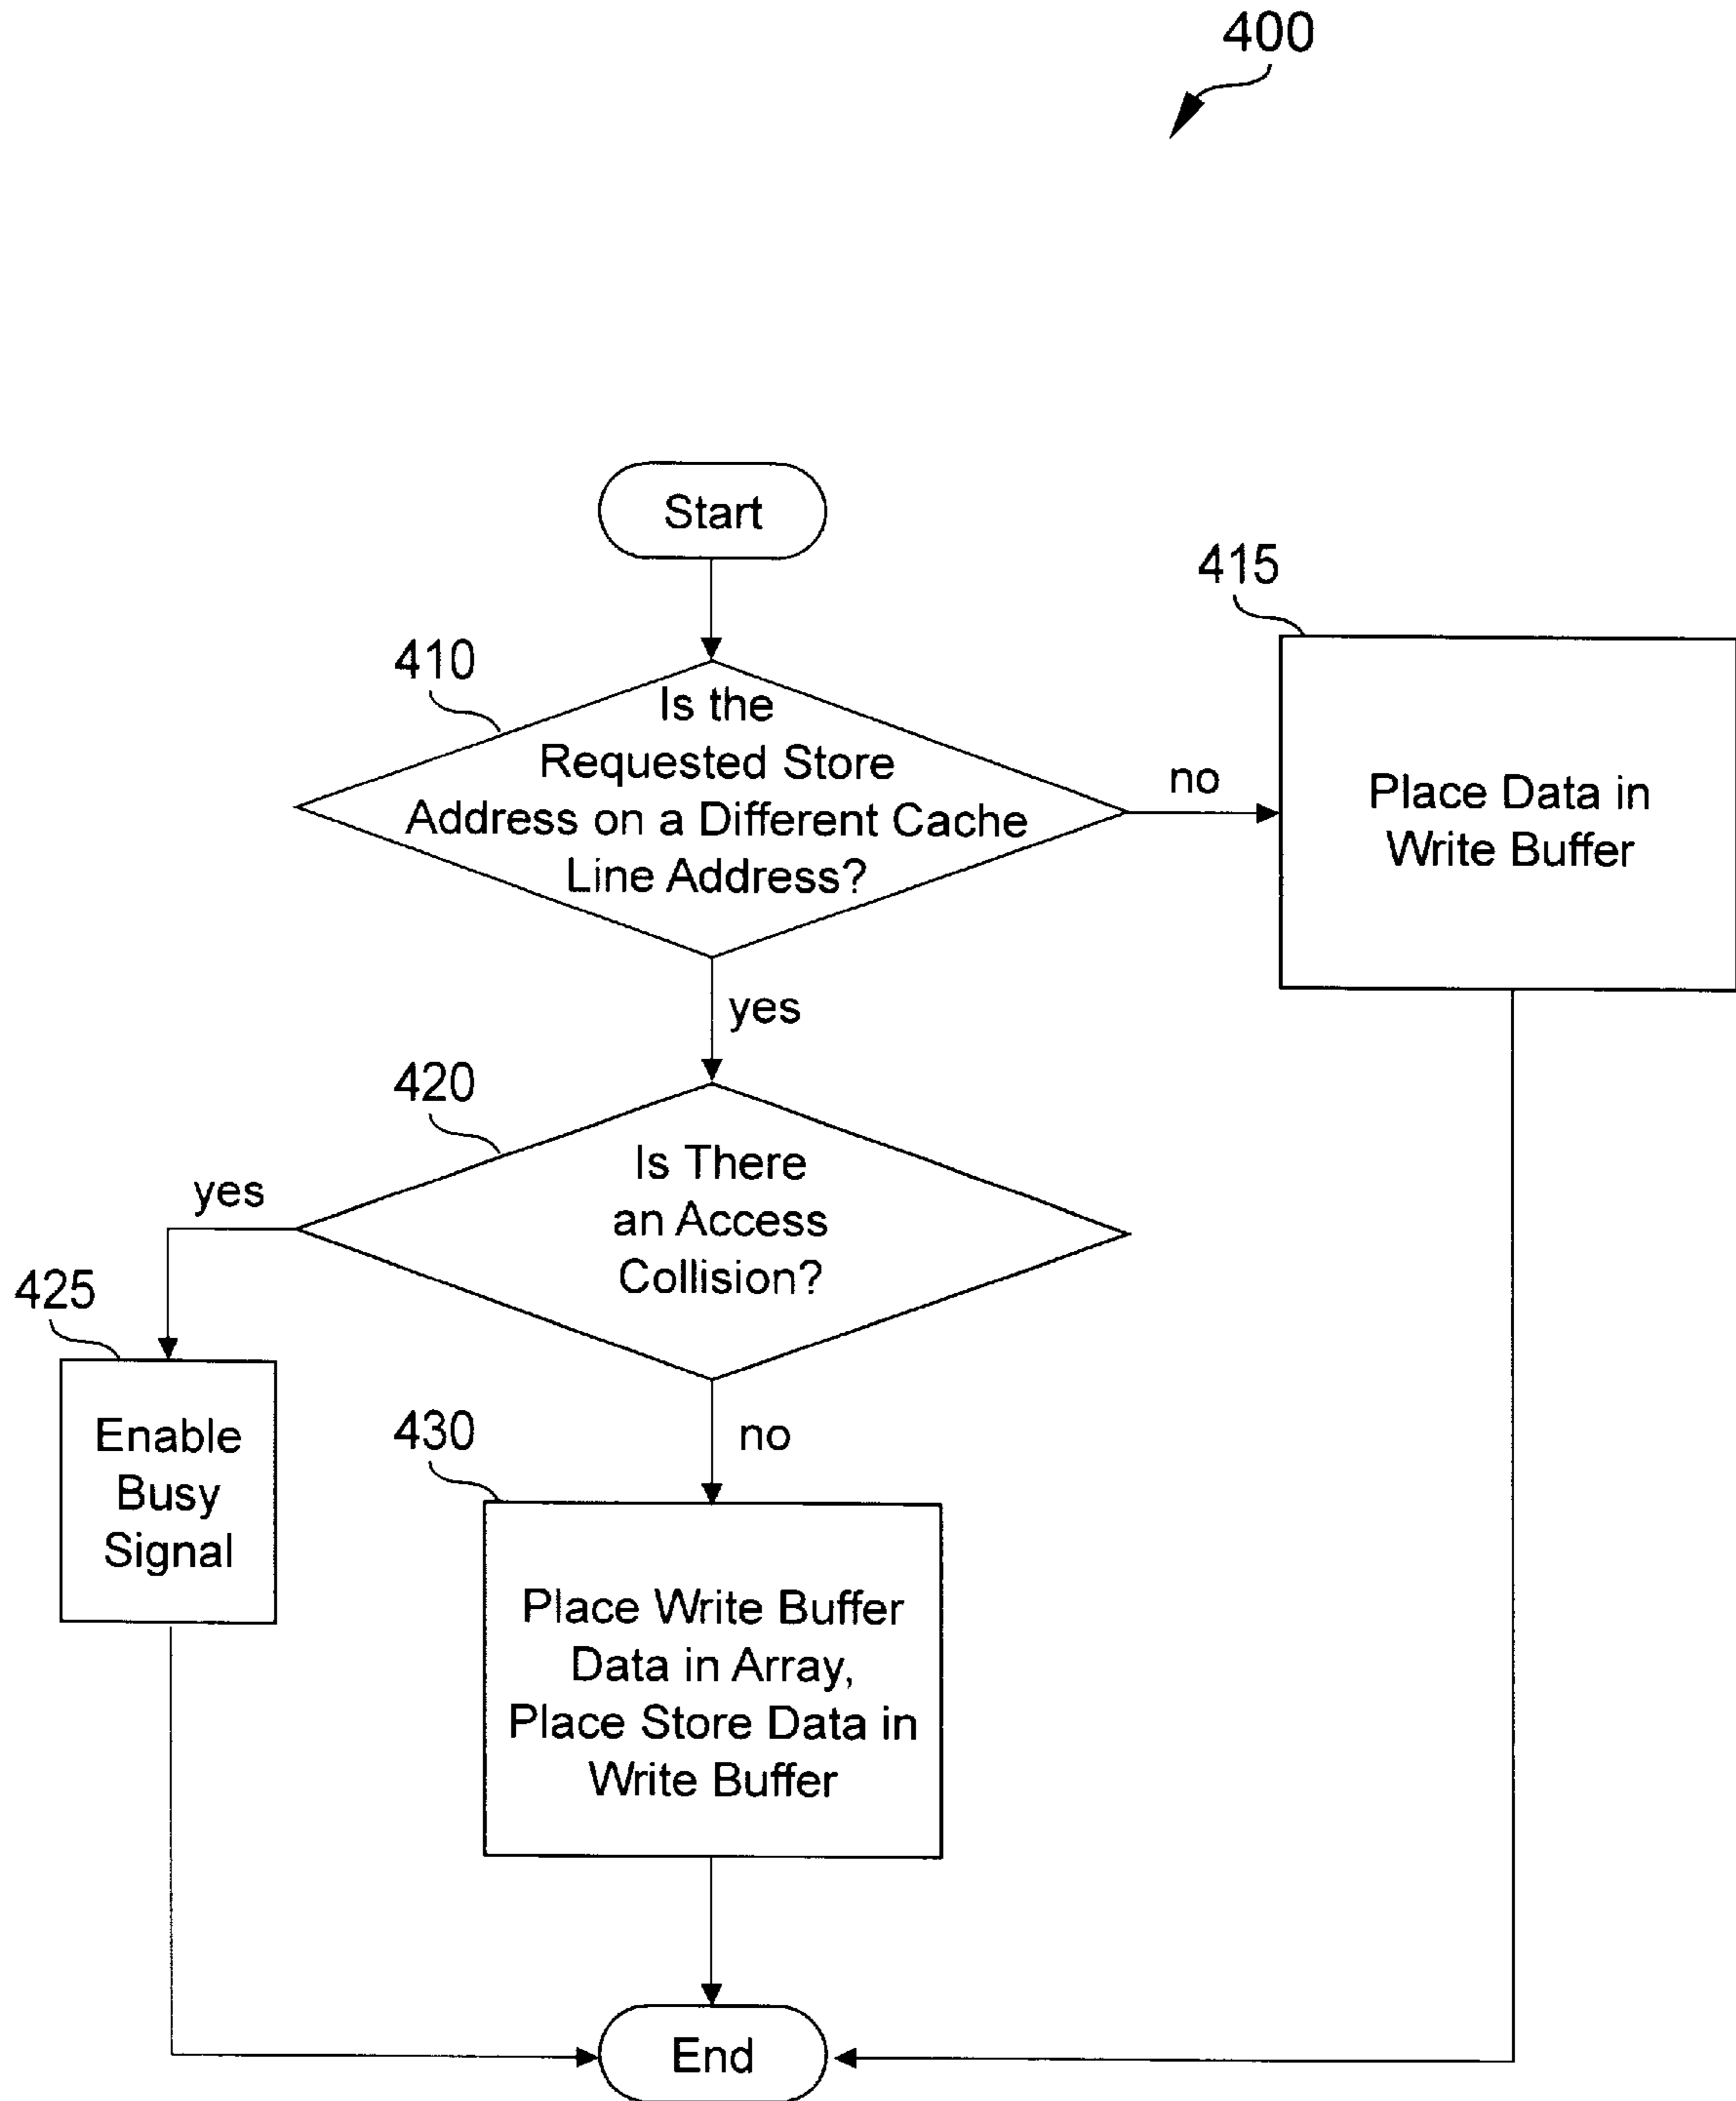 400
Start
415
410
Is the
Requested Store
Address on a Different Cache
Line Address?
no
Place Data in
Write Buffer
yes
420
Is There
an Access
Collision?
yes
425
Enable
Busy
Signal
430
no
Place Write Buffer
Data in Array,
Place Store Data in
Write Buffer
End